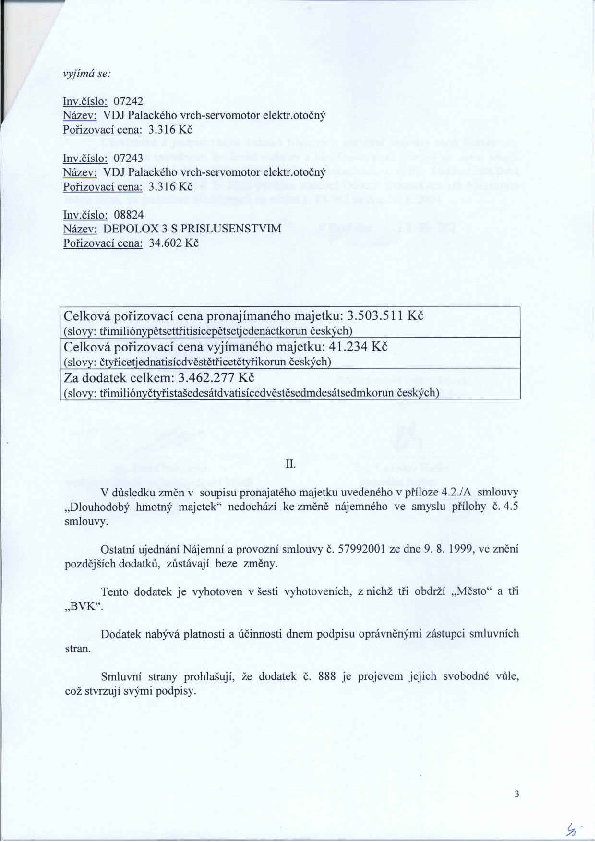 vyjímá se:
Inv.číslo: 07242
Název: VDJ Palackého vrch-servomotor elektr.otočný
Pořizovací cena: 3.316 Kč
Inv.číslo: 07243
Název: VDJ Palackého vrch-servomotor elektr.otočný
Pořizovací cena: 3.316 Kč
Inv.číslo: 08824
Název: DEPOLOX 3 S PRISLUSENSTVIM
Pořizovací cena: 34.602 Kč
Celková pořizovací cena pronajímaného majetku: 3.503.511 Kč
(slovy: třimiliónypětsettřitisícepětsetjedenáctkorun českých)
Celková pořizovací cena vyjímaného majetku: 41.234 Kč
(slovy: čtyřicetjednatisícdvěstětřicetčtyřikorun českých)
Za dodatek celkem: 3.462.277 Kč
(slovy: třimiliónyčtyřistašedesátdvatisícedvěstěsedmdesátsedmkorun českých)
II.
V důsledku změn v soupisu pronajatého majetku uvedeného v příloze 4.2./A smlouvy
„Dlouhodobý hmotný majetek“ nedochází ke změně nájemného ve smyslu přílohy č. 4.5
smlouvy.
Ostatní ujednání Nájemní a provozní smlouvy č. 57992001 ze dne 9. 8. 1999, ve znění
pozdějších dodatků, zůstávají beze změny.
Tento dodatek je vyhotoven v šesti vyhotoveních, z nichž tři obdrží „Město“ a tři
„BVK“.
Dodatek nabývá platnosti a účinnosti dnem podpisu oprávněnými zástupci smluvních
stran.
Smluvní strany prohlašují, že dodatek č. 888 je projevem jejich svobodné vůle,
což stvrzují svými podpisy.
3